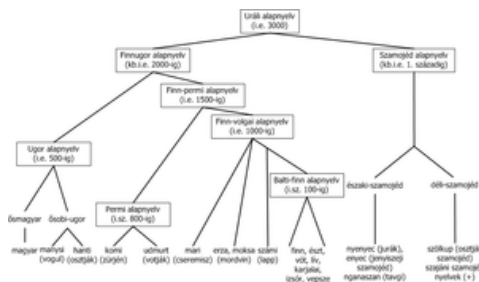 Uráli alapnyelv
(i.e. 3000)
Finnugor alapnyelv
(kb.i.e. 2000-ig)
Szamojéd alapnyelv
(kb.i.e. 1. századig)
Finn-permi alapnyelv
(i.e. 1500-ig)
Finn-volgai alapnyelv
(i.e. 1000-ig)
Ugor alapnyelv
(i.e. 500-ig)
Balti-finn alapnyelv
(i.sz. 100-ig)
északi-szamojéd
déli-szamojéd
Permi alapnyelv
(i.sz. 800-ig)
ősmagyar
ősobi-ugor
magyar
manysi
(vogul)
hanti
(osztják)
komi
(zürjén)
udmurt
(votják)
mari
(cseremisz)
erza, moksa
(mordvin)
számi
(lapp)
finn, észt,
vót, lív,
karjalai,
izsór, vepsze
nyenyec (jurák),
enyec (jenyiszeji
szamojéd)
nganaszan (tavgi)
szölkup (osztják
szamojéd)
szajáni szamojéd
nyelvek (+)